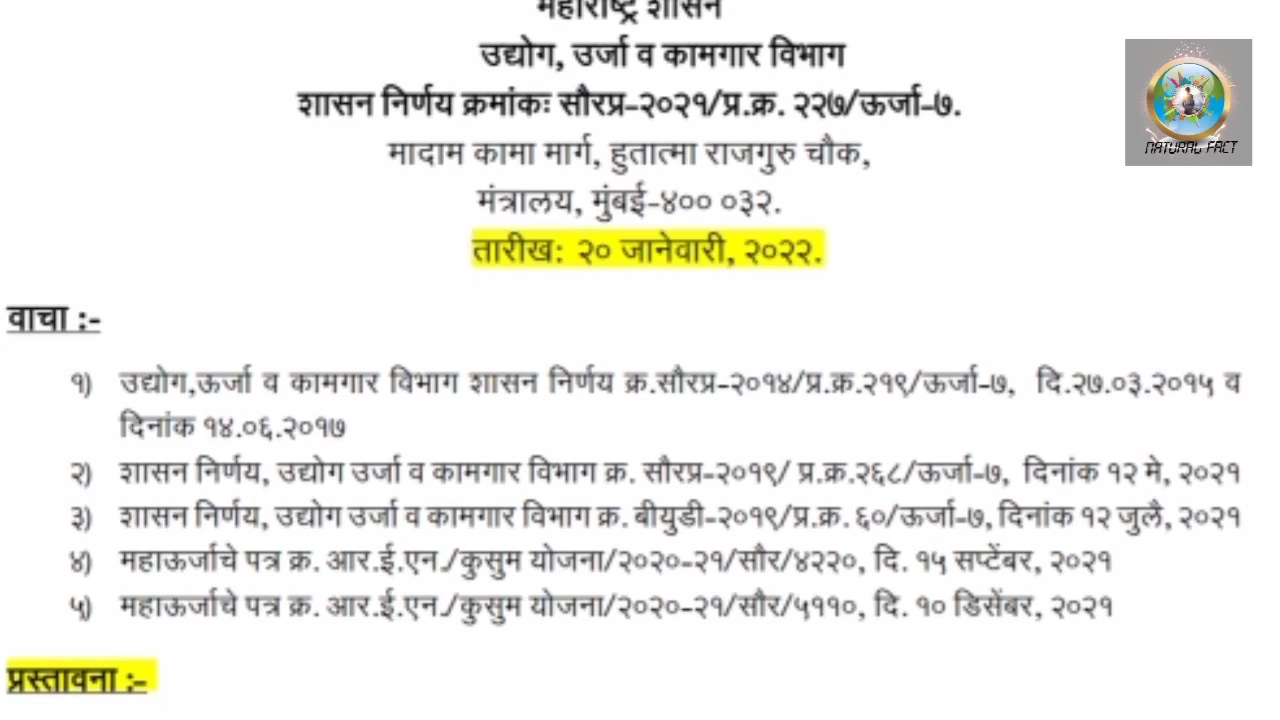 महाराष्ट्र शासन
उद्योग, उर्जा व कामगार विभाग
शासन निर्णय क्रमांकः सौरप्र-२०२१/प्र.क्र. २२७/ऊर्जा-७.
मादाम कामा मार्ग, हुतात्मा राजगुरु चौक,
मंत्रालय, मुंबई-४०० ०३२.
तारीख: २० जानेवारी, २०२२.
NATURAL FACT
वाचा :-
१) उद्योग,ऊर्जा व कामगार विभाग शासन निर्णय क्र.सौरप्र-२०१४/प्र.क्र.२१९/ऊर्जा-७, दि.२७.०३.२०१५ व
दिनांक १४.०६.२०१७
२) शासन निर्णय, उद्योग उर्जा व कामगार विभाग क्र. सौरप्र-२०१९/ प्र.क्र.२६८/ऊर्जा-७, दिनांक १२ मे, २०२१
३) शासन निर्णय, उद्योग उर्जा व कामगार विभाग क्र. बीयुडी-२०१९/प्र.क्र. ६०/ऊर्जा-७, दिनांक १२ जुलै, २०२१
४) महाऊर्जाचे पत्र क्र. आर.ई.एन./कुसुम योजना/२०२०-२१/सौर/४२२०, दि. १५ सप्टेंबर, २०२१
५) महाऊर्जाचे पत्र क्र. आर.ई.एन./कुसुम योजना/२०२०-२१/सौर/५११०, दि. १० डिसेंबर, २०२१
प्रस्तावना :-